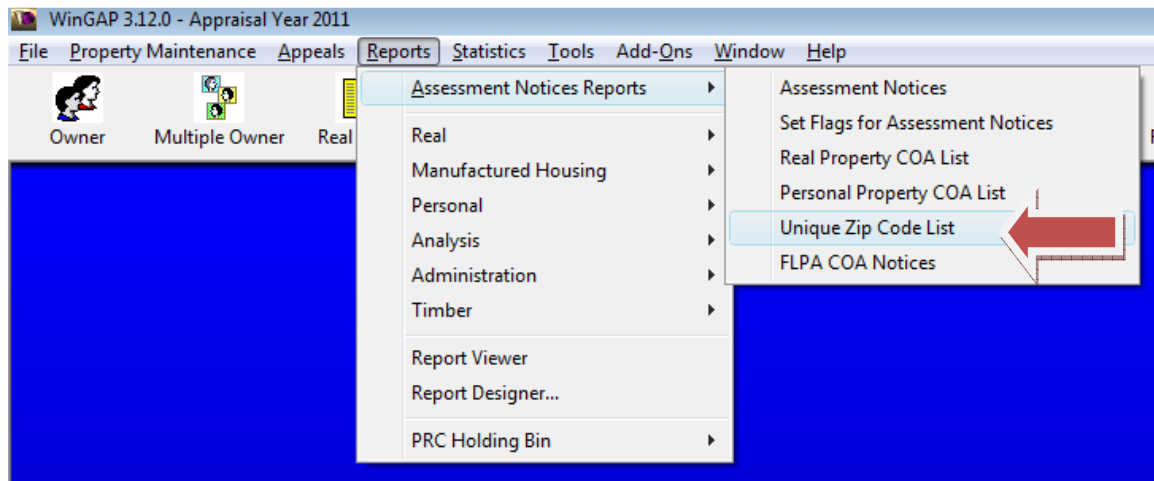 WinGAP 3.12.0 - Appraisal Year 2011
File Property Maintenance Appeals Reports Statistics Tools Add-Ons Window Help
Owner Multiple Owner Real
Assessment Notices Reports
Real
Manufactured Housing
Personal
Analysis
Administration
Timber
Report Viewer
Report Designer...
PRC Holding Bin
Assessment Notices
Set Flags for Assessment Notices
Real Property COA List
Personal Property COA List
Unique Zip Code List
FLPA COA Notices